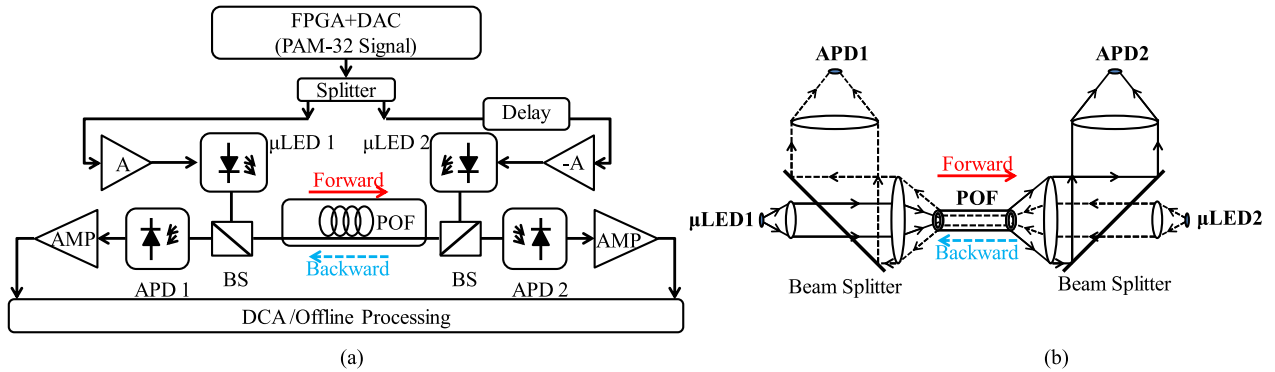 FPGA+DAC
(PAM-32 Signal)
Splitter
Delay
μLED 1
μLED 2
A
-A
Forward
POF
Backward
AMP
AMP
BS
BS
APD 1
APD 2
DCA /Offline Processing
(a)
APD1
APD2
Forward
POF
μLED1
μLED2
Backward
Beam Splitter
Beam Splitter
(b)